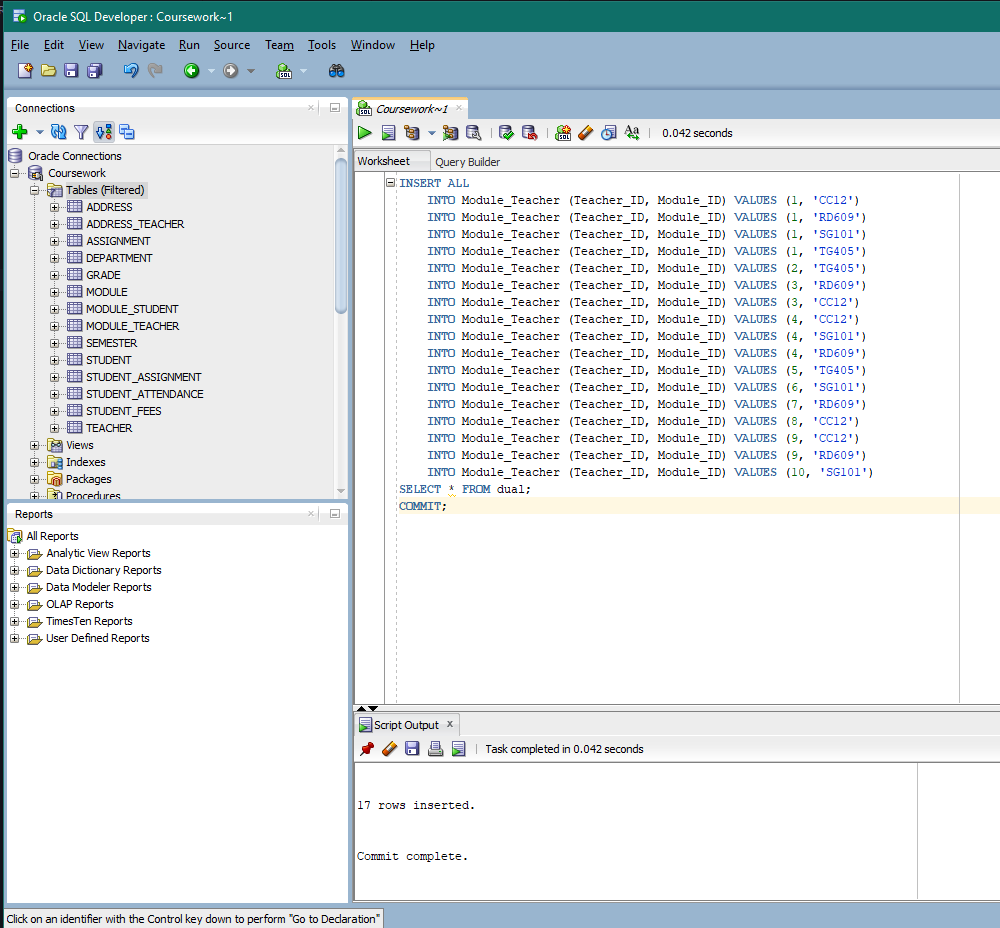 Oracle SQL Developer : Coursework~1
File Edit View Navigate Run Source Team Tools Window Help
Connections
Oracle Connections
Coursework
Tables (Filtered)
ADDRESS
ADDRESS_TEACHER
ASSIGNMENT
DEPARTMENT
GRADE
MODULE
MODULE_STUDENT
MODULE_TEACHER
SEMESTER
STUDENT
STUDENT_ASSIGNMENT
STUDENT_ATTENDANCE
STUDENT_FEES
TEACHER
Views
Indexes
Packages
Procedures
Reports
All Reports
Analytic View Reports
Data Dictionary Reports
Data Modeler Reports
OLAP Reports
TimesTen Reports
User Defined Reports
Coursework~1
0.042 seconds
Worksheet Query Builder
INSERT ALL
INTO Module_Teacher (Teacher_ID, Module_ID) VALUES (1, 'CC12')
INTO Module_Teacher (Teacher_ID, Module_ID) VALUES (1, 'RD609')
INTO Module_Teacher (Teacher_ID, Module_ID) VALUES (1, 'SG101')
INTO Module_Teacher (Teacher_ID, Module_ID) VALUES (1, 'TG405')
INTO Module_Teacher (Teacher_ID, Module_ID) VALUES (2, 'TG405')
INTO Module_Teacher (Teacher_ID, Module_ID) VALUES (3, 'RD609')
INTO Module_Teacher (Teacher_ID, Module_ID) VALUES (3, 'CC12')
INTO Module_Teacher (Teacher_ID, Module_ID) VALUES (4, 'CC12')
INTO Module_Teacher (Teacher_ID, Module_ID) VALUES (4, 'SG101')
INTO Module_Teacher (Teacher_ID, Module_ID) VALUES (4, 'RD609')
INTO Module_Teacher (Teacher_ID, Module_ID) VALUES (5, 'TG405')
INTO Module_Teacher (Teacher_ID, Module_ID) VALUES (6, 'SG101')
INTO Module_Teacher (Teacher_ID, Module_ID) VALUES (7, 'RD609')
INTO Module_Teacher (Teacher_ID, Module_ID) VALUES (8, 'CC12')
INTO Module_Teacher (Teacher_ID, Module_ID) VALUES (9, 'CC12')
INTO Module_Teacher (Teacher_ID, Module_ID) VALUES (9, 'RD609')
INTO Module_Teacher (Teacher_ID, Module_ID) VALUES (10, 'SG101')
SELECT * FROM dual;
COMMIT;
Script Output
Task completed in 0.042 seconds
17 rows inserted.
Commit complete.
Click on an identifier with the Control key down to perform "Go to Declaration"